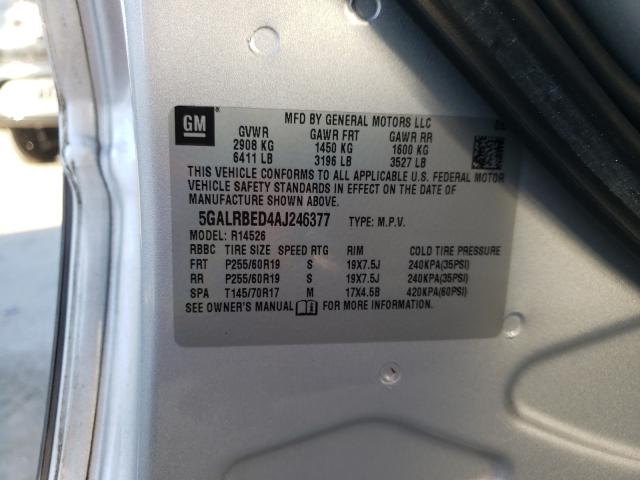 GM
MFD BY GENERAL MOTORS LLC
GVWR GAWR FRT GAWR RR
2908 KG 1450 KG 1600 KG
6411 LB 3196 LB 3527 LB
THIS VEHICLE CONFORMS TO ALL APPLICABLE U.S. FEDERAL MOTOR
VEHICLE SAFETY STANDARDS IN EFFECT ON THE DATE OF
MANUFACTURE SHOWN ABOVE.
5GALRBED4AJ246377 TYPE: M.P.V.
MODEL: R14526
RBBC TIRE SIZE SPEED RTG RIM COLD TIRE PRESSURE
FRT P255/60R19 S 19X7.5J 240KPA(35PSI)
RR P255/60R19 S 19X7.5J 240KPA(35PSI)
SPA T145/70R17 M 17X4.5B 420KPA(60PSI)
SEE OWNER'S MANUAL FOR MORE INFORMATION.